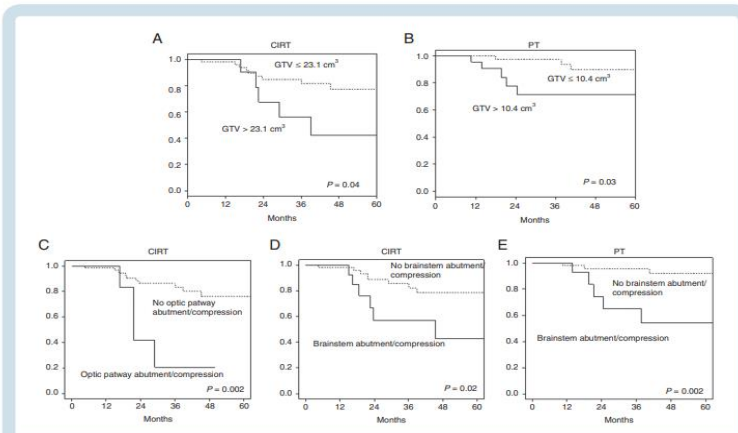 A
CIRT
1.0
0.8
0.6
0.4
0.2
0.0
GTV ≤ 23.1 cm³
GTV > 23.1 cm³
P = 0.04
0 12 24 36 48 60
Months
B
PT
1.0
0.8
0.6
0.4
0.2
0.0
GTV ≤ 10.4 cm³
GTV > 10.4 cm³
P = 0.03
0 12 24 36 48 60
Months
C
CIRT
1.0
0.8
0.6
0.4
0.2
0.0
No optic patway
abutment/compression
Optic patway abutment/compression
P = 0.002
0 12 24 36 48 60
Months
D
CIRT
1.0
0.8
0.6
0.4
0.2
0.0
No brainstem abutment/
compression
Brainstem abutment/compression
P = 0.02
0 12 24 36 48 60
Months
E
PT
1.0
0.8
0.6
0.4
0.2
0.0
No brainstem abutment/
compression
Brainstem abutment/compression
P = 0.002
0 12 24 36 48 60
Months